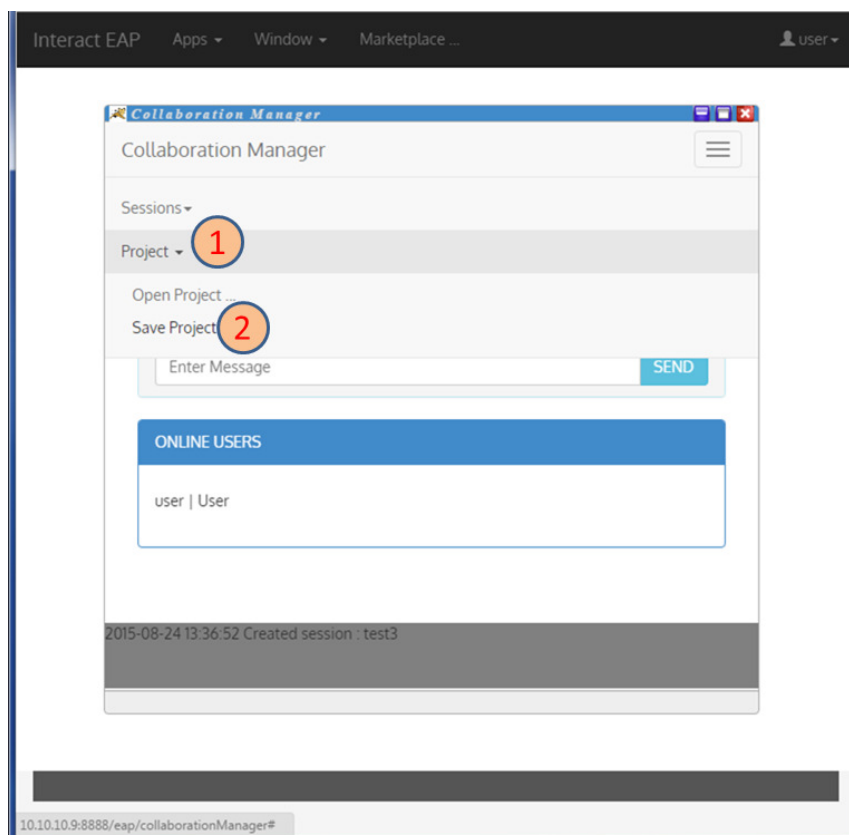 Interact EAP Apps Window Marketplace ... user
Collaboration Manager
Collaboration Manager
Sessions
Project 1
Open Project ...
Save Project 2
Enter Message SEND
ONLINE USERS
user | User
2015-08-24 13:36:52 Created session : test3
10.10.10.9:8888/eap/collaborationManager#